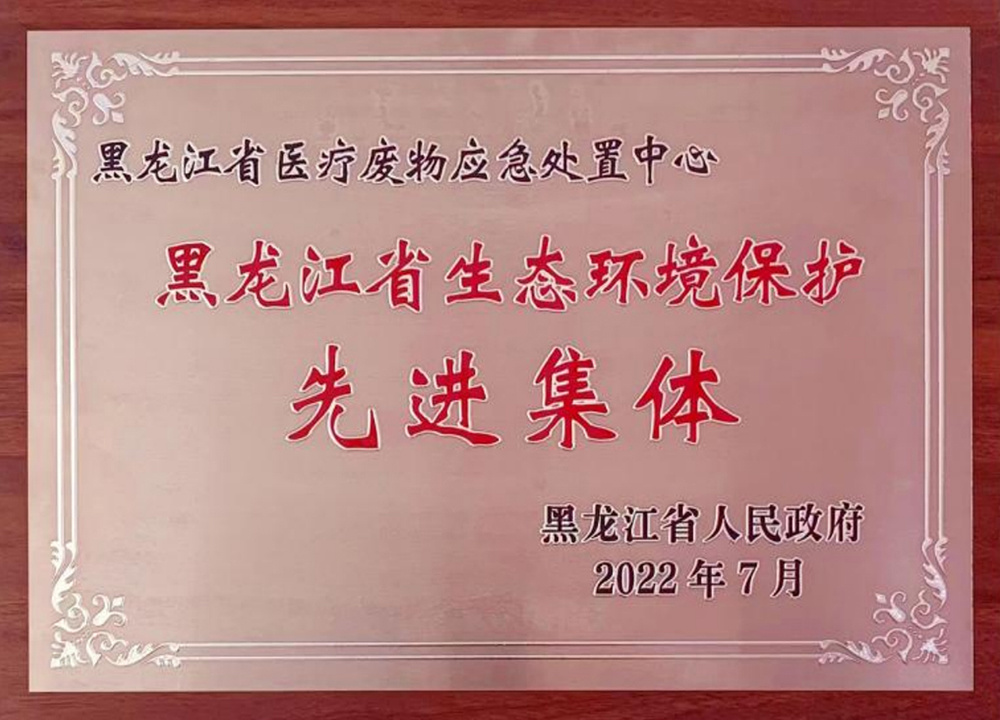 黑龙江省医疗废物应急处置中心
黑龙江省生态环境保护
先进集体
黑龙江省人民政府
2022年7月